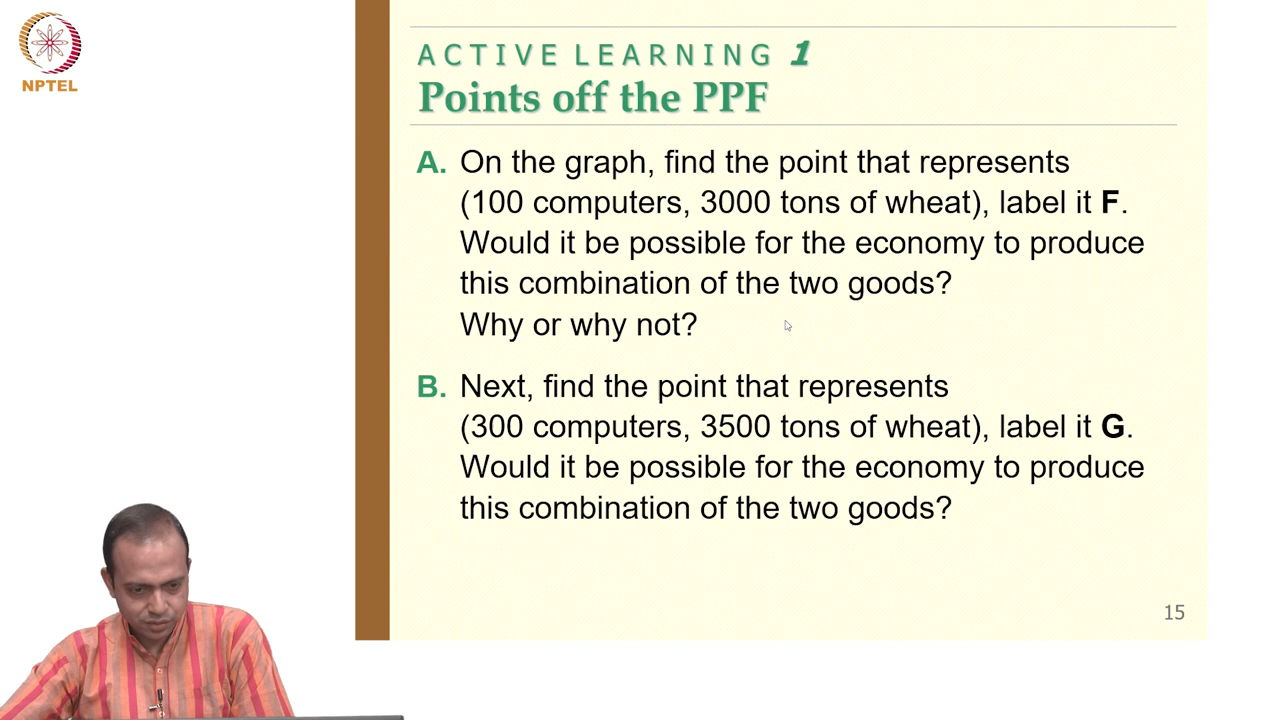 NPTEL
ACTIVE LEARNING 1
Points off the PPF
A. On the graph, find the point that represents
(100 computers, 3000 tons of wheat), label it F.
Would it be possible for the economy to produce
this combination of the two goods?
Why or why not?
B. Next, find the point that represents
(300 computers, 3500 tons of wheat), label it G.
Would it be possible for the economy to produce
this combination of the two goods?
15